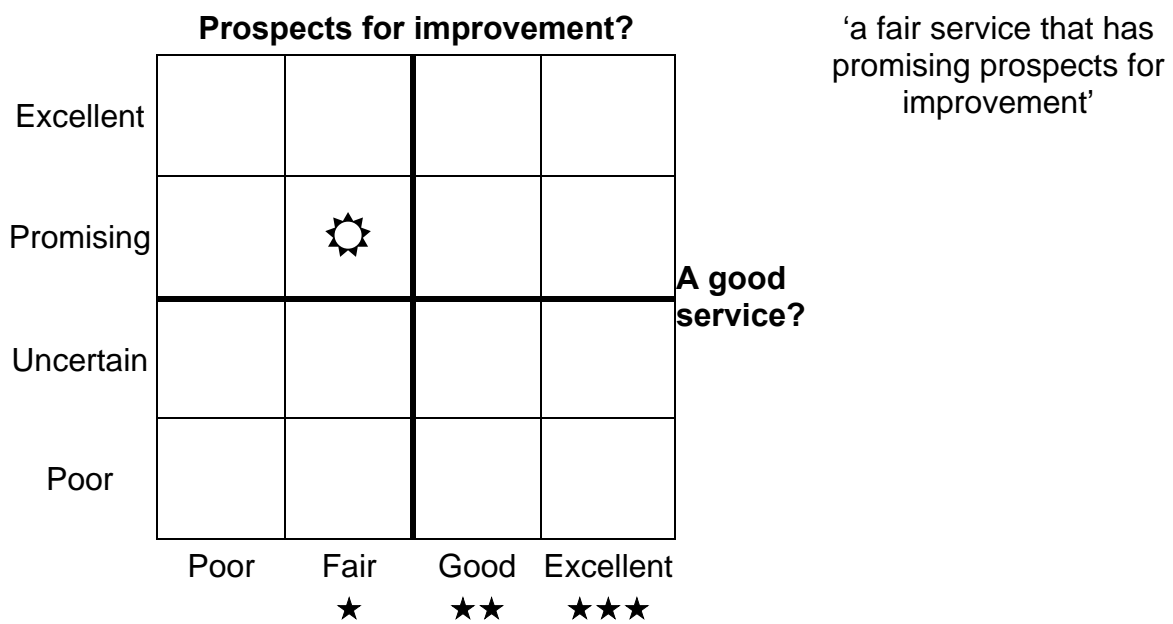 Prospects for improvement?
‘a fair service that has
promising prospects for
improvement’
Excellent
Promising
A good
service?
Uncertain
Poor
Poor Fair Good Excellent
★ ★★ ★★★